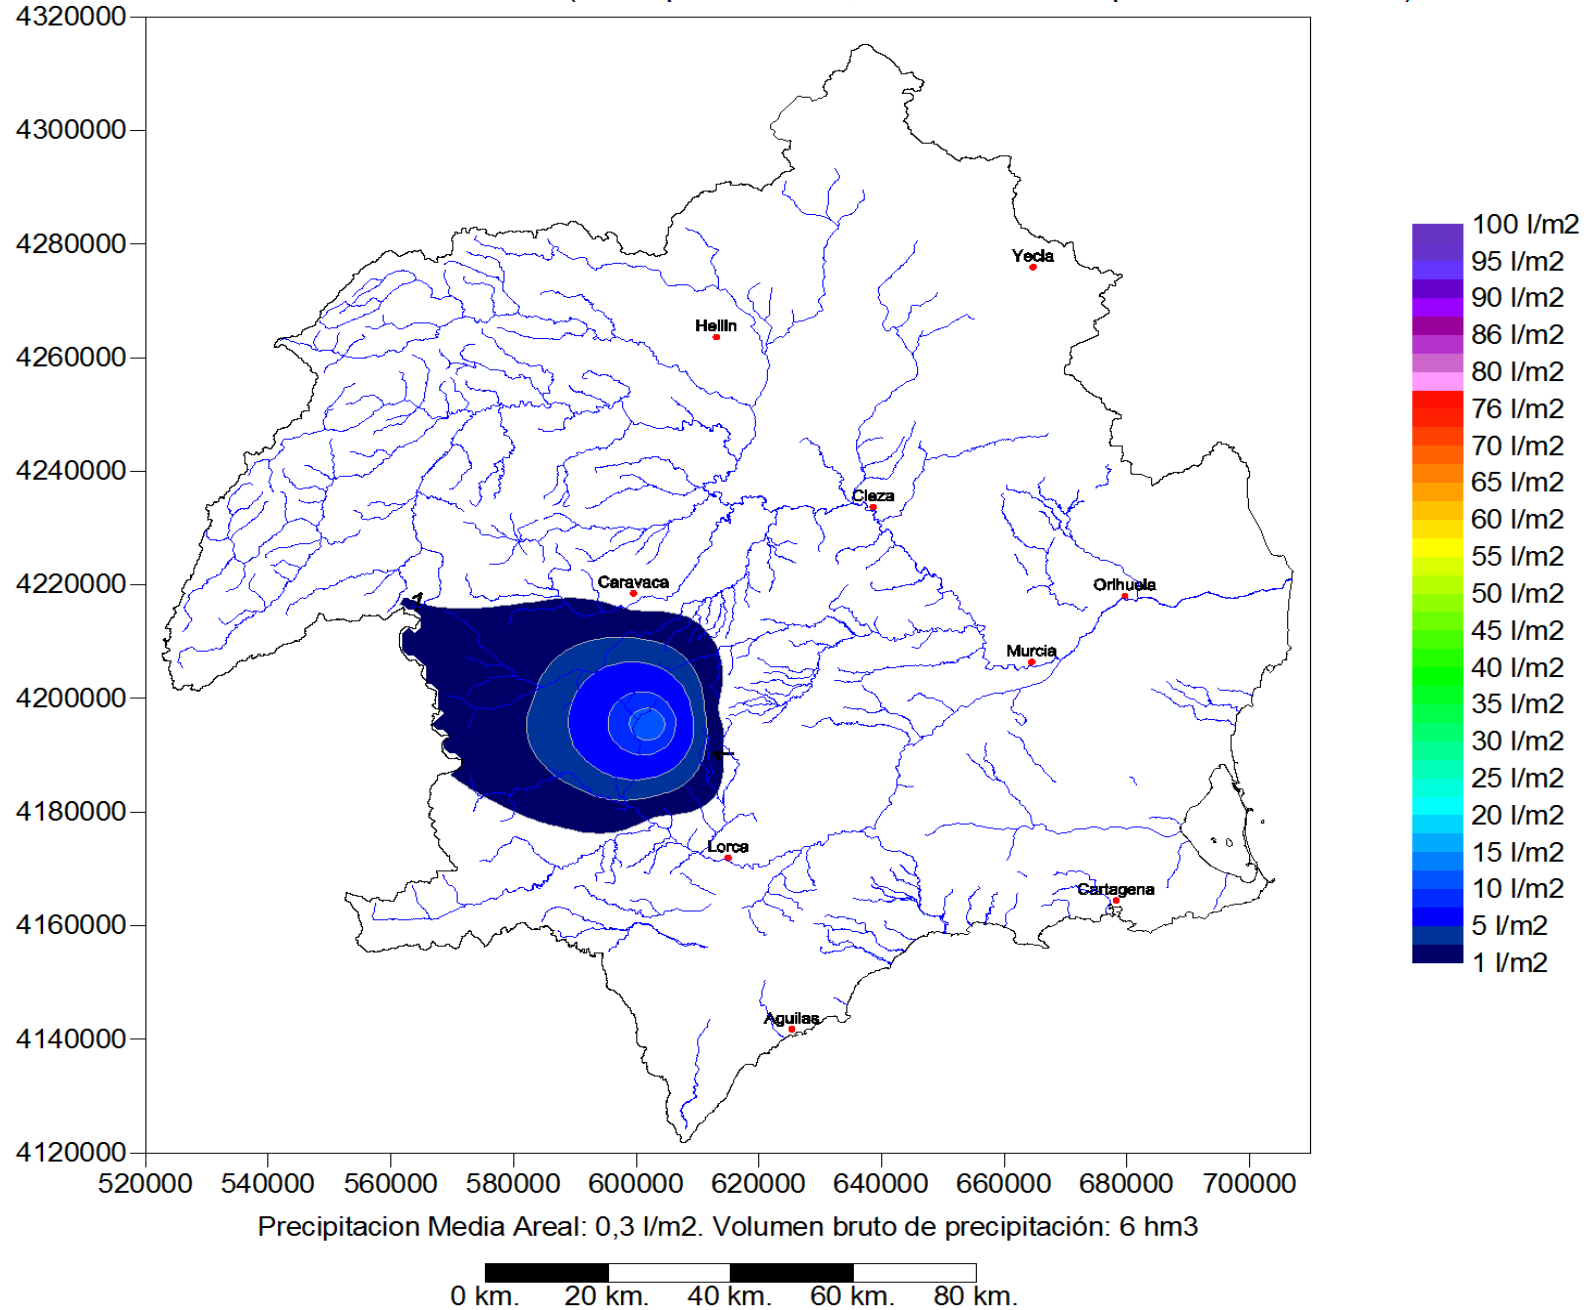 4320000
4300000
4280000
4260000
4240000
4220000
4200000
4180000
4160000
4140000
4120000
520000 540000 560000 580000 600000 620000 640000 660000 680000 700000
Yecla
Hellin
Cieza
Caravaca
Orihuela
Murcia
Lorca
Cartagena
Aguilas
1
1
100 l/m2
95 l/m2
90 l/m2
86 l/m2
80 l/m2
76 l/m2
70 l/m2
65 l/m2
60 l/m2
55 l/m2
50 l/m2
45 l/m2
40 l/m2
35 l/m2
30 l/m2
25 l/m2
20 l/m2
15 l/m2
10 l/m2
5 l/m2
1 l/m2
Precipitacion Media Areal: 0,3 l/m2. Volumen bruto de precipitación: 6 hm3
0 km. 20 km. 40 km. 60 km. 80 km.